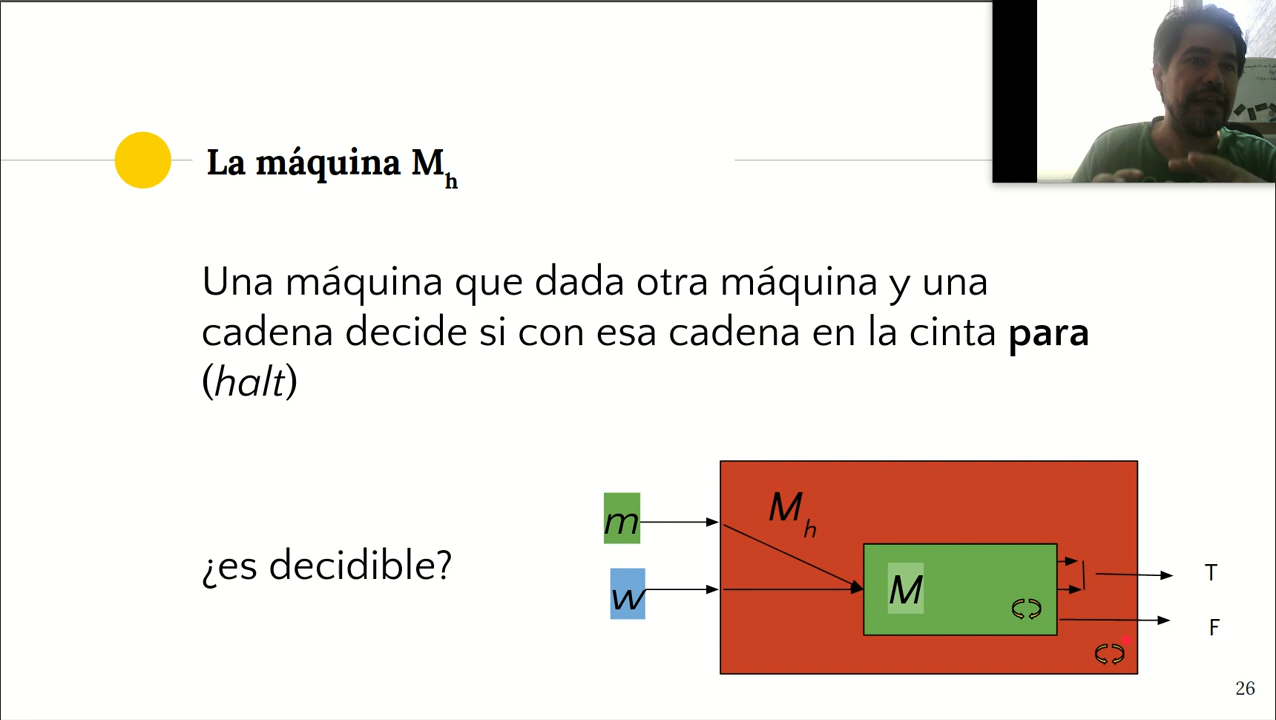 La máquina Mh
Una máquina que dada otra máquina y una
cadena decide si con esa cadena en la cinta para
(halt)
¿es decidible?
m
w
Mh
M
T
F
26